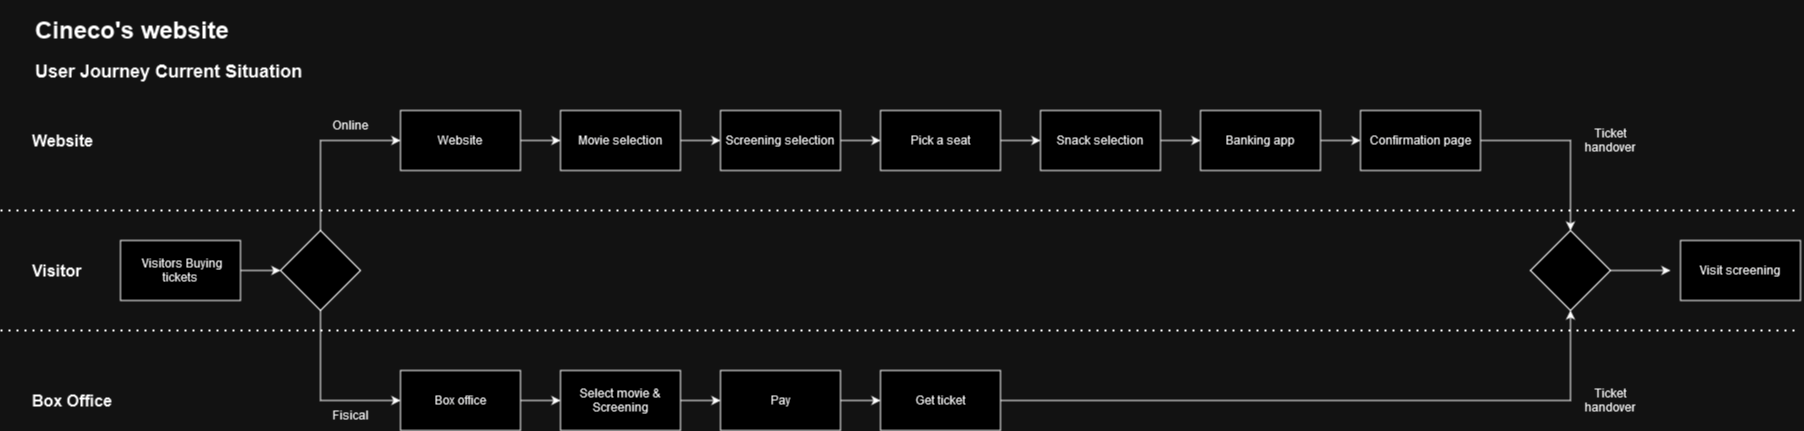 Cineco's website
User Journey Current Situation
Website
Online
Website
Movie selection
Screening selection
Pick a seat
Snack selection
Banking app
Confirmation page
Ticket
handover
Visitor
Visitors Buying
tickets
Visit screening
Box Office
Fisical
Box office
Select movie &
Screening
Pay
Get ticket
Ticket
handover